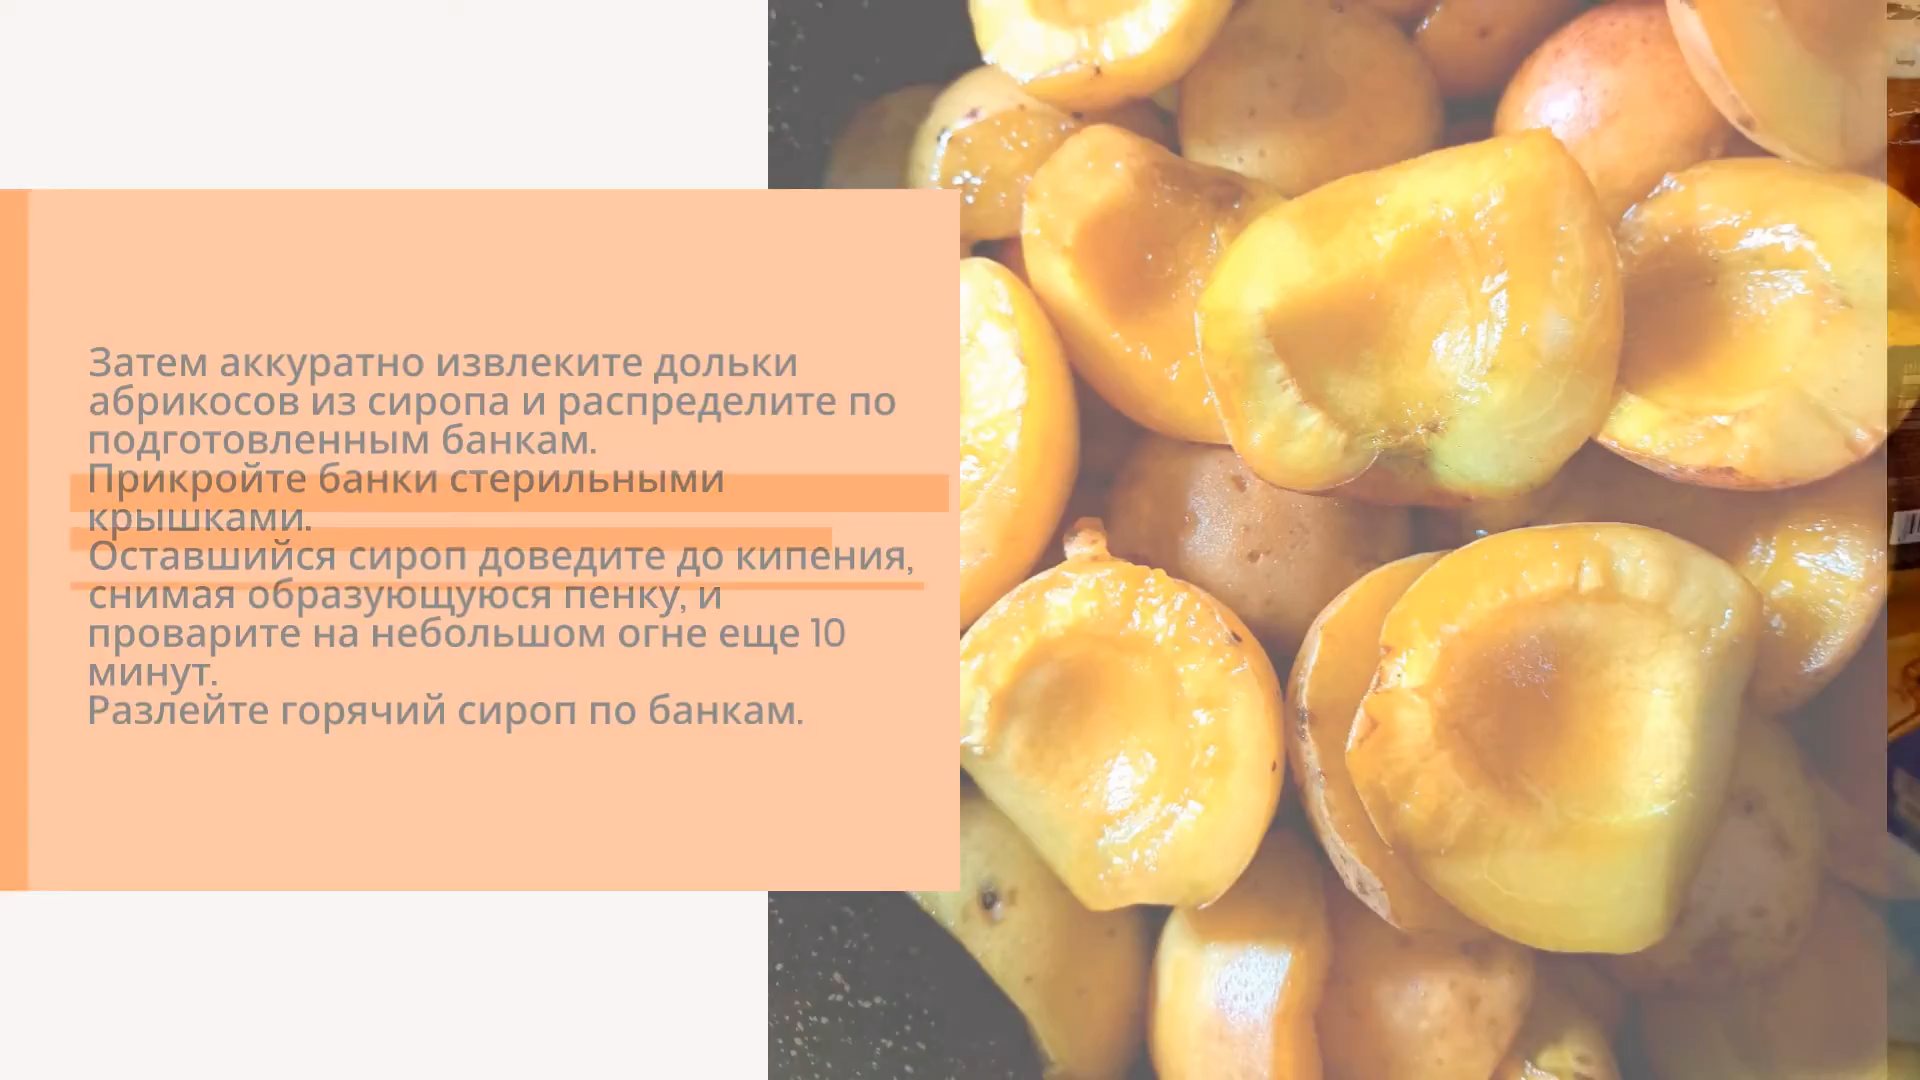 Затем аккуратно извлеките дольки
абрикосов из сиропа и распределите по
подготовленным банкам.
Прикройте банки стерильными
крышками.
Оставшийся сироп доведите до кипения,
снимая образующуюся пенку, и
проварите на небольшом огне еще 10
минут.
Разлейте горячий сироп по банкам.